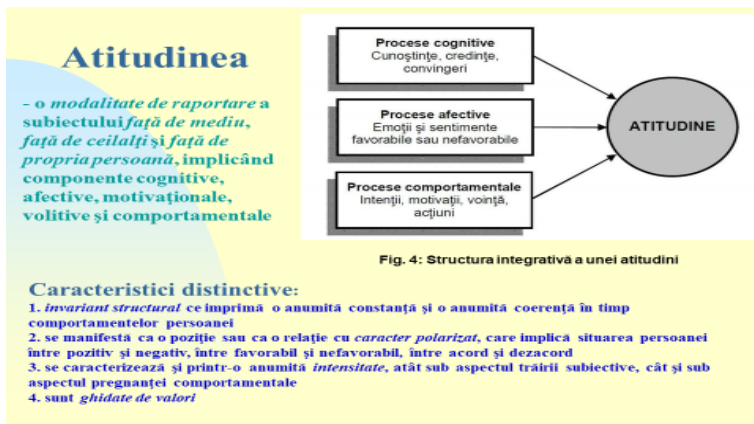 Atitudinea
- o modalitate de raportare a
subiectului față de mediu,
față de ceilalți și față de
propria persoană, implicând
componente cognitive,
afective, motivaționale,
volitive și comportamentale
Procese cognitive
Cunoștințe, credințe,
convingeri
Procese afective
Emoții și sentimente
favorabile sau nefavorabile
Procese comportamentale
Intenții, motivații, voință,
acțiuni
ATITUDINE
Fig. 4: Structura integrativă a unei atitudini
Caracteristici distinctive:
1. invariant structural ce imprimă o anumită constanță și o anumită coerență în timp
comportamentelor persoanei
2. se manifestă ca o poziție sau ca o relație cu caracter polarizat, care implică situarea persoanei
între pozitiv și negativ, între favorabil și nefavorabil, între acord și dezacord
3. se caracterizează și printr-o anumită intensitate, atât sub aspectul trăirii subiective, cât și sub
aspectul pregnanței comportamentale
4. sunt ghidate de valori